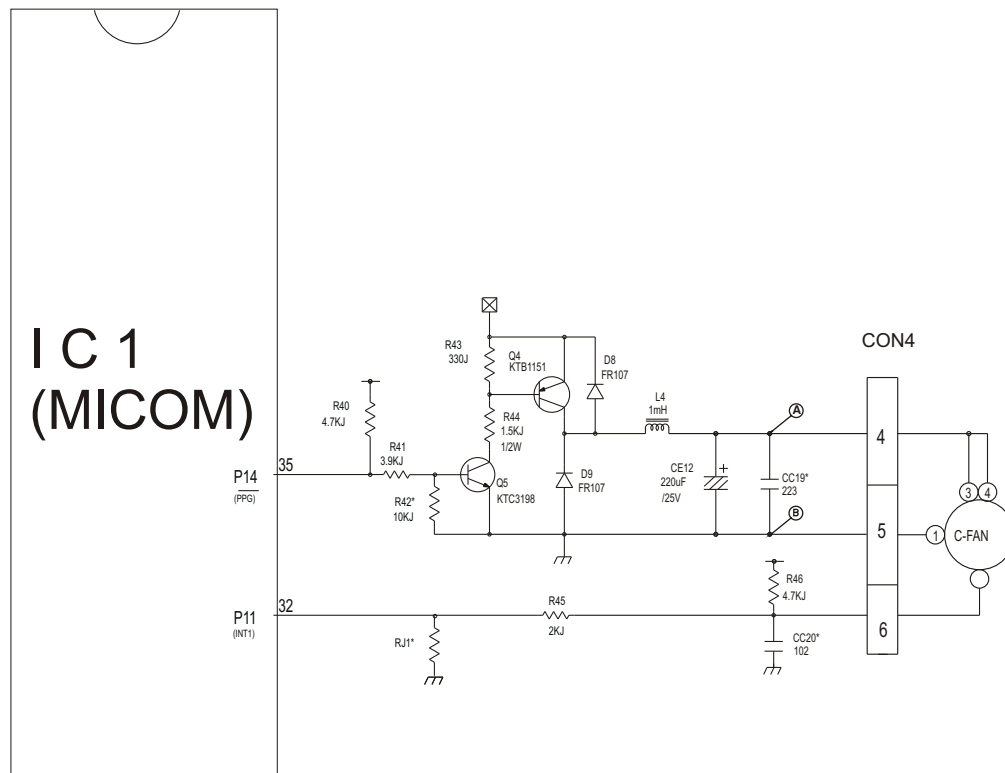 I C 1
(MICOM)
P14
(PPG)
35
P11
(INT1)
32
R40
4.7KJ
R41
3.9KJ
R42*
10KJ
R43
330J
R44
1.5KJ
1/2W
Q4
KTB1151
Q5
KTC3198
D8
FR107
D9
FR107
L4
1mH
CE12
220uF
/25V
+
A
CC19*
223
B
CON4
4
5
6
3
4
1
C-FAN
R45
2KJ
R46
4.7KJ
RJ1*
CC20*
102